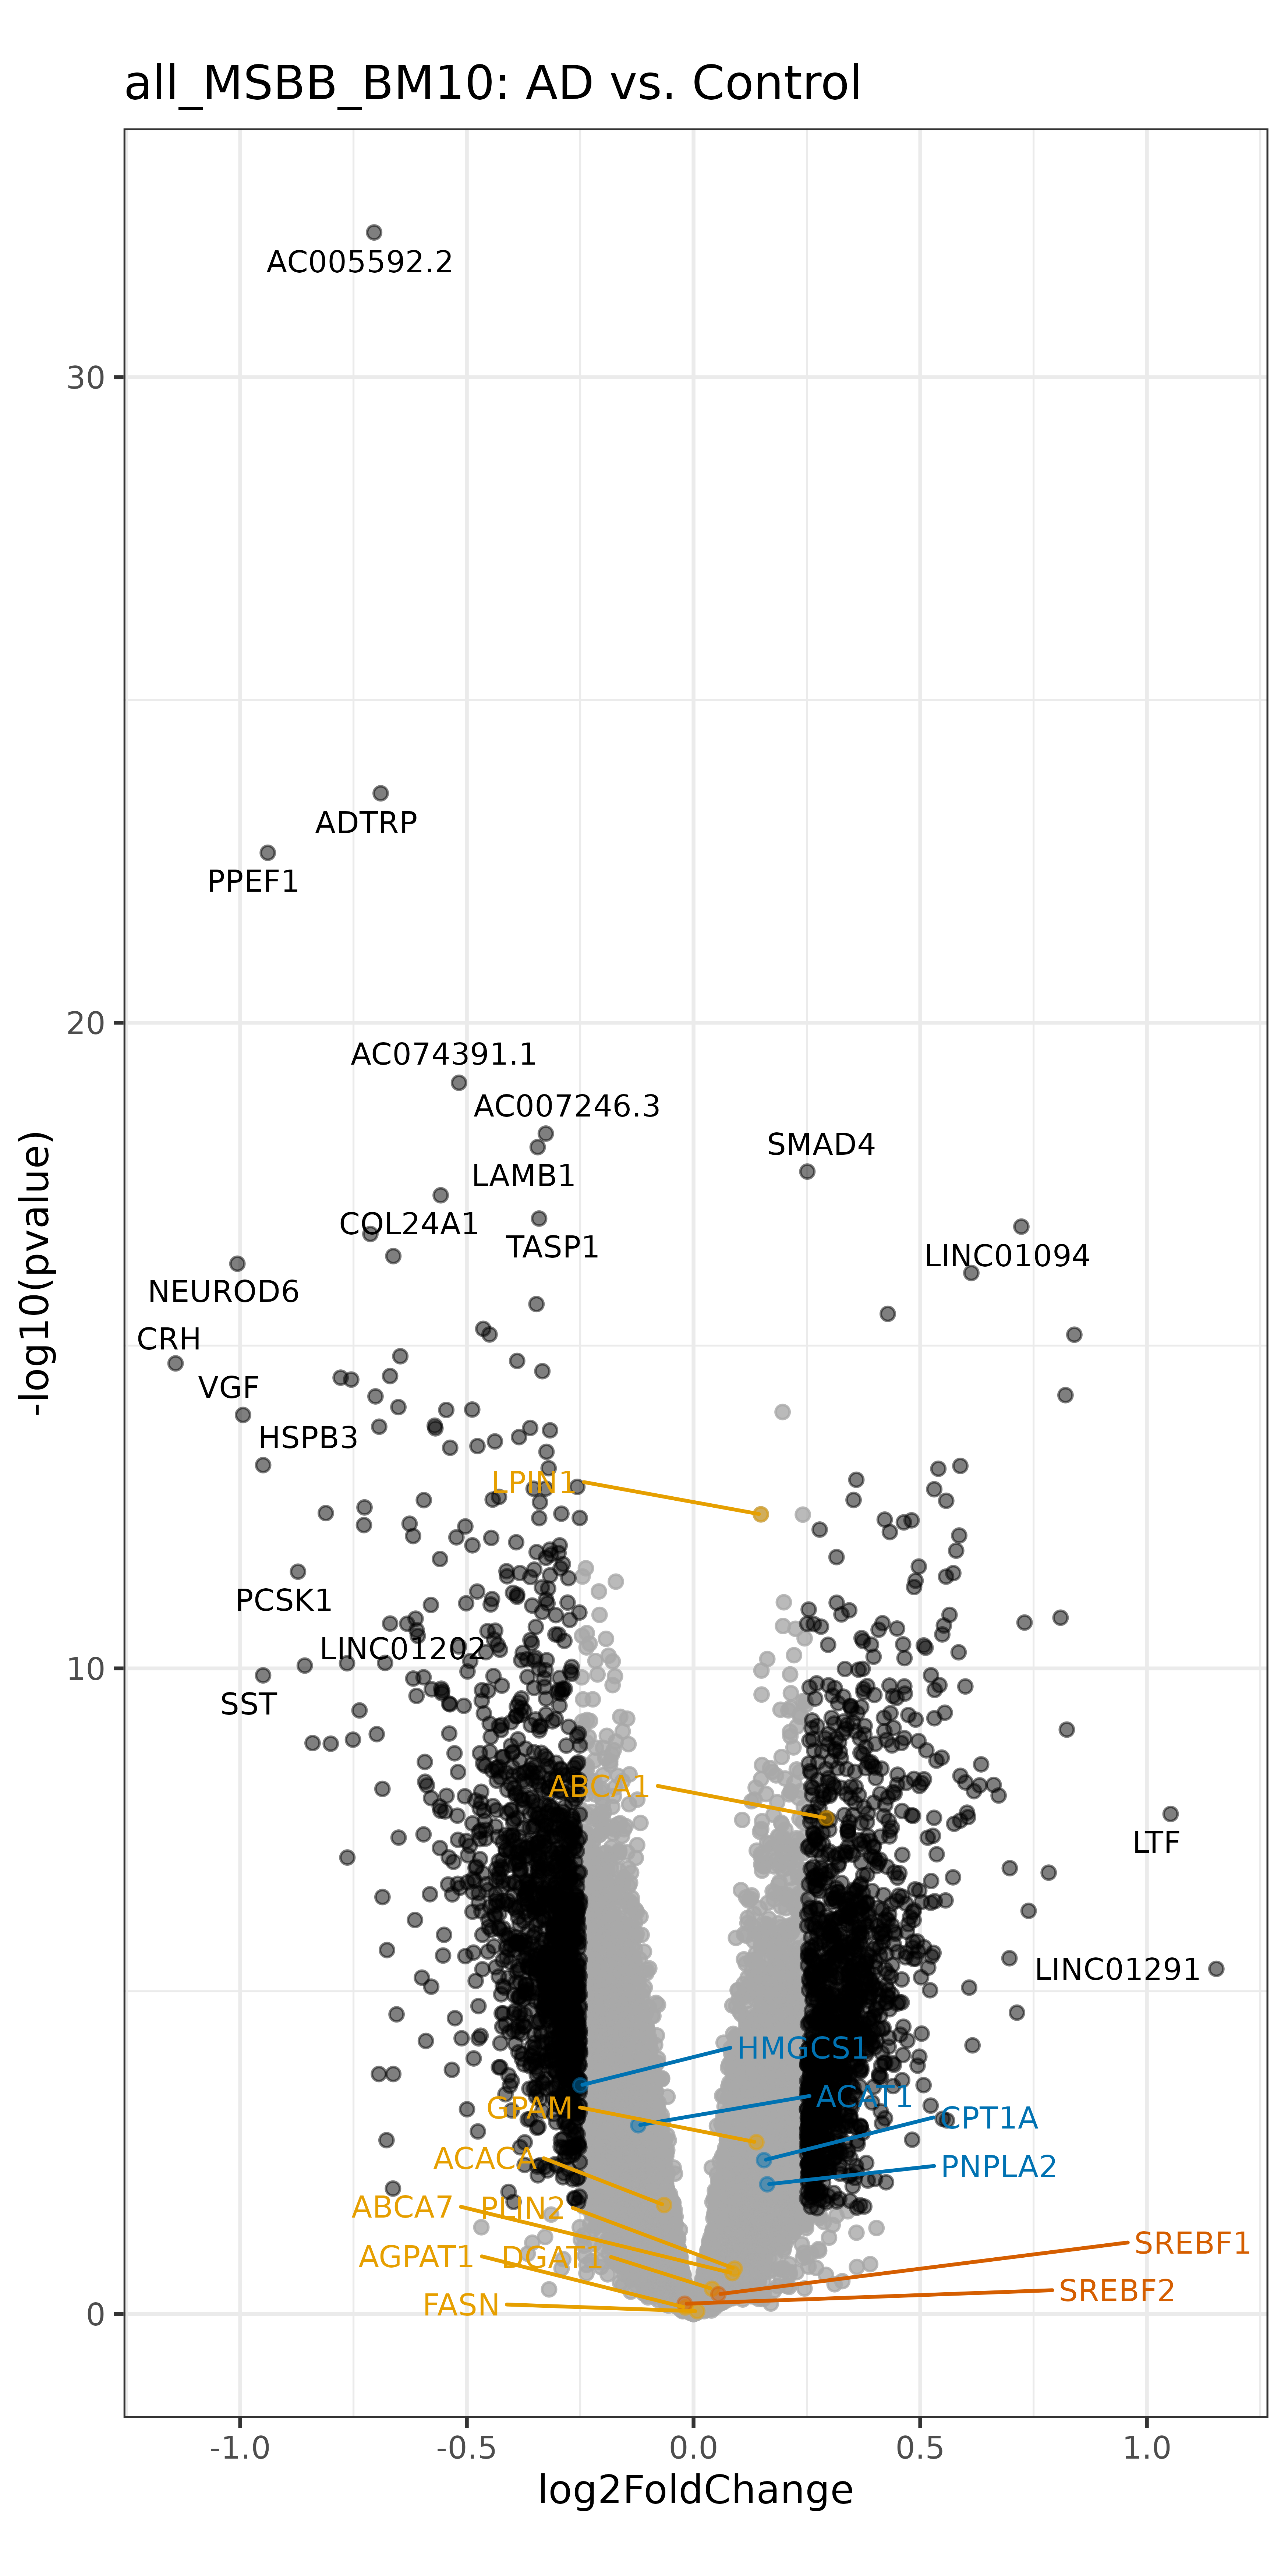 all_MSBB_BM10: AD vs. Control
AC005592.2
30
ADTRP
PPEF1
20
AC074391.1
AC007246.3
SMAD4
LAMB1
COL24A1
TASP1
LINC01094
NEUROD6
CRH
VGF
HSPB3
LPIN1
PCSK1
LINC01202
10
SST
ABCA1
LTF
LINC01291
HMGCS1
ACAT1
GPAM
CPT1A
ACACA
PNPLA2
ABCA7
PLIN2
SREBF1
AGPAT1
DGAT1
SREBF2
FASN
0
-log10(pvalue)
-1.0 -0.5 0.0 0.5 1.0
log2FoldChange